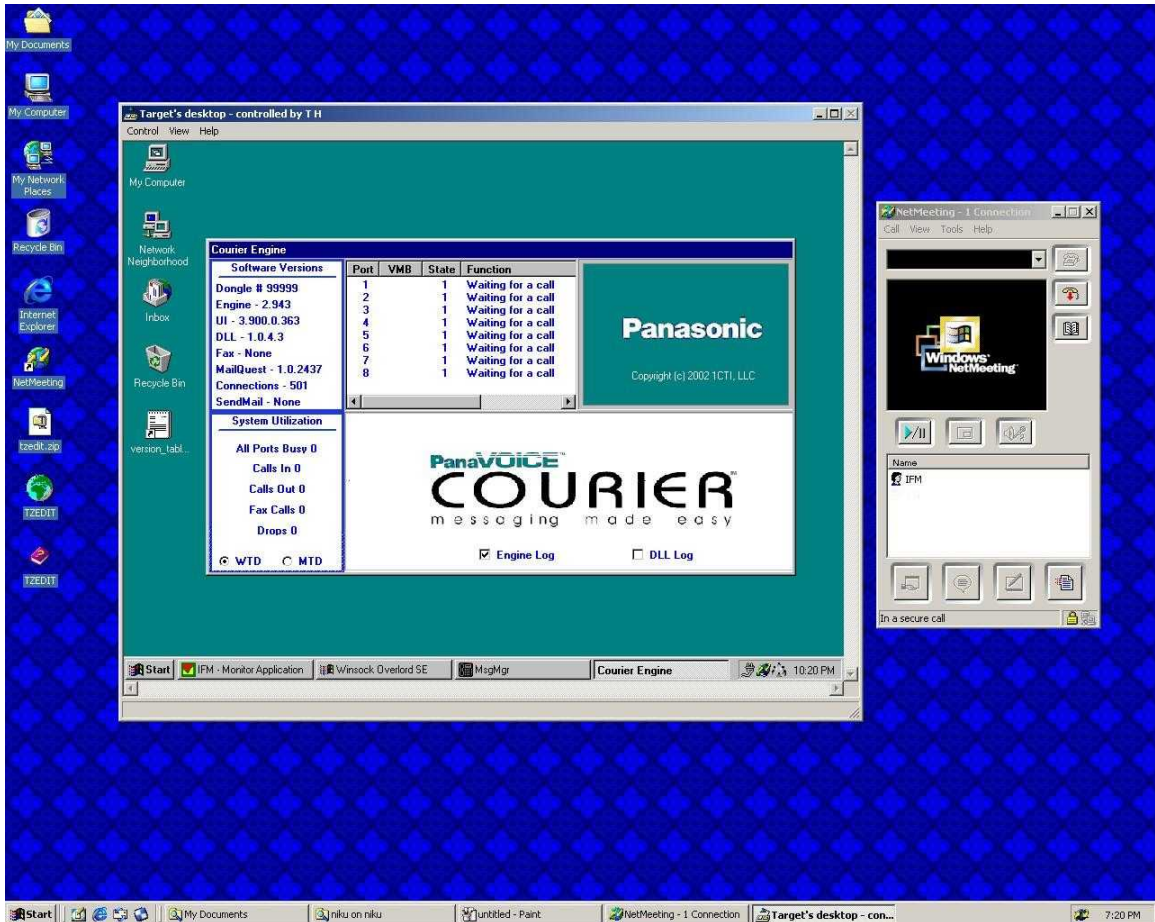 My Documents
My Computer
My Network
Places
Recycle Bin
Internet
Explorer
NetMeeting
tzedit.zip
TZEDIT
TZEDIT
Target's desktop - controlled by T H
Control View Help
My Computer
Network
Neighborhood
Inbox
Recycle Bin
version_tabl...
Courier Engine
Software Versions
Dongle # 99999
Engine - 2.943
UI - 3.900.0.363
DLL - 1.0.4.3
Fax - None
MailQuest - 1.0.2437
Connections - 501
SendMail - None
System Utilization
All Ports Busy 0
Calls In 0
Calls Out 0
Fax Calls 0
Drops 0
WTD MTD
Port VMB State Function
1 1 Waiting for a call
2 1 Waiting for a call
3 1 Waiting for a call
4 1 Waiting for a call
5 1 Waiting for a call
6 1 Waiting for a call
7 1 Waiting for a call
8 1 Waiting for a call
Panasonic
Copyright (c) 2002 1CTI, LLC
PanaVOICE™
COURIER™
messaging made easy
Engine Log DLL Log
Start IFM - Monitor Application Winsock Overlord SE MsgMgr Courier Engine 10:20 PM
NetMeeting - 1 Connection
Call View Tools Help
Windows
NetMeeting
Name
IFM
In a secure call
Start My Documents niku on niku untitled - Paint NetMeeting - 1 Connection Target's desktop - con... 7:20 PM